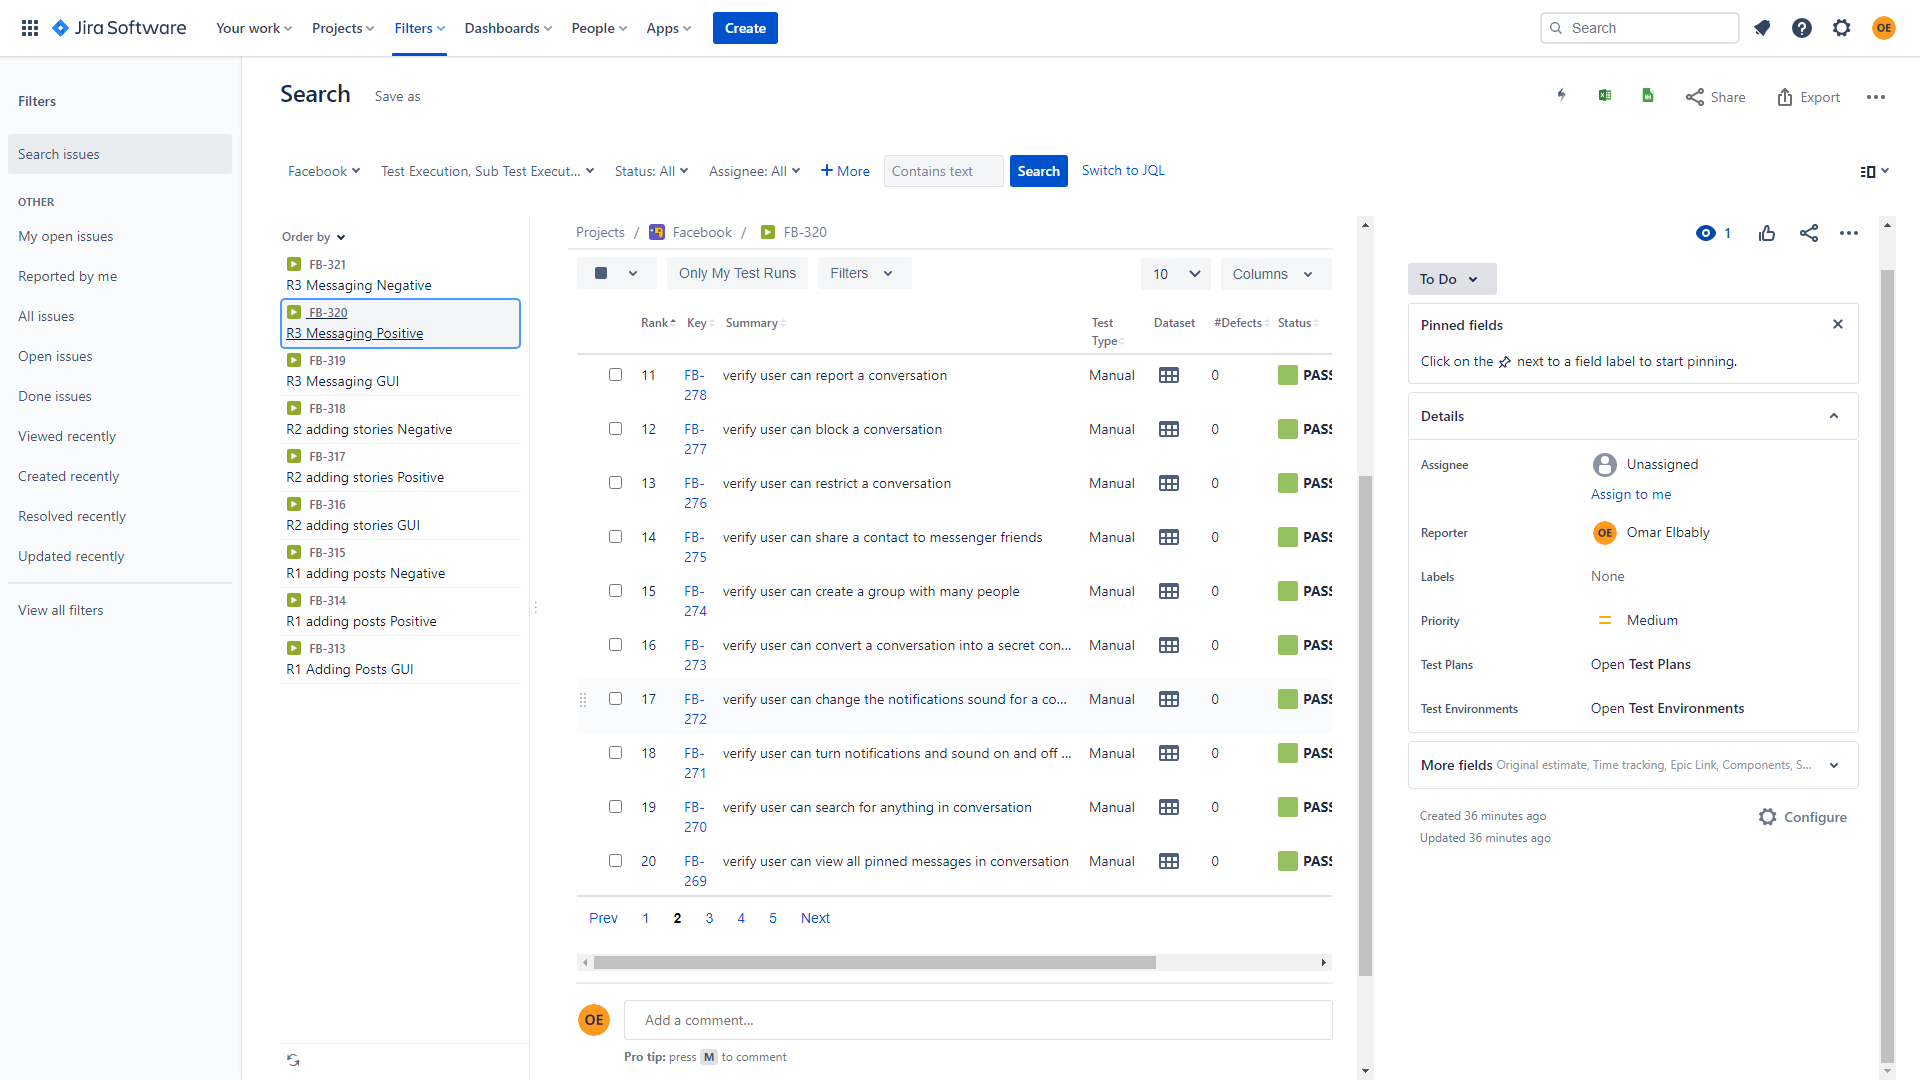 Jira Software
Your work
Projects
Filters
Dashboards
People
Apps
Create
Search
OE
Filters
Search issues
OTHER
My open issues
Reported by me
All issues
Open issues
Done issues
Viewed recently
Created recently
Resolved recently
Updated recently
View all filters
Search
Save as
Share
Export
Facebook
Test Execution, Sub Test Execut...
Status: All
Assignee: All
More
Contains text
Search
Switch to JQL
Order by
FB-321
R3 Messaging Negative
FB-320
R3 Messaging Positive
FB-319
R3 Messaging GUI
FB-318
R2 adding stories Negative
FB-317
R2 adding stories Positive
FB-316
R2 adding stories GUI
FB-315
R1 adding posts Negative
FB-314
R1 adding posts Positive
FB-313
R1 Adding Posts GUI
Projects / Facebook / FB-320
Only My Test Runs
Filters
10
Columns
Rank Key Summary Test Type Dataset #Defects Status
11 FB-278 verify user can report a conversation Manual 0 PASS
12 FB-277 verify user can block a conversation Manual 0 PASS
13 FB-276 verify user can restrict a conversation Manual 0 PASS
14 FB-275 verify user can share a contact to messenger friends Manual 0 PASS
15 FB-274 verify user can create a group with many people Manual 0 PASS
16 FB-273 verify user can convert a conversation into a secret con... Manual 0 PASS
17 FB-272 verify user can change the notifications sound for a co... Manual 0 PASS
18 FB-271 verify user can turn notifications and sound on and off ... Manual 0 PASS
19 FB-270 verify user can search for anything in conversation Manual 0 PASS
20 FB-269 verify user can view all pinned messages in conversation Manual 0 PASS
Prev 1 2 3 4 5 Next
OE
Add a comment...
Pro tip: press M to comment
1
To Do
Pinned fields
Click on the next to a field label to start pinning.
Details
Assignee
Unassigned
Assign to me
Reporter
OE Omar Elbably
Labels
None
Priority
Medium
Test Plans
Open Test Plans
Test Environments
Open Test Environments
More fields Original estimate, Time tracking, Epic Link, Components, S...
Created 36 minutes ago
Configure
Updated 36 minutes ago